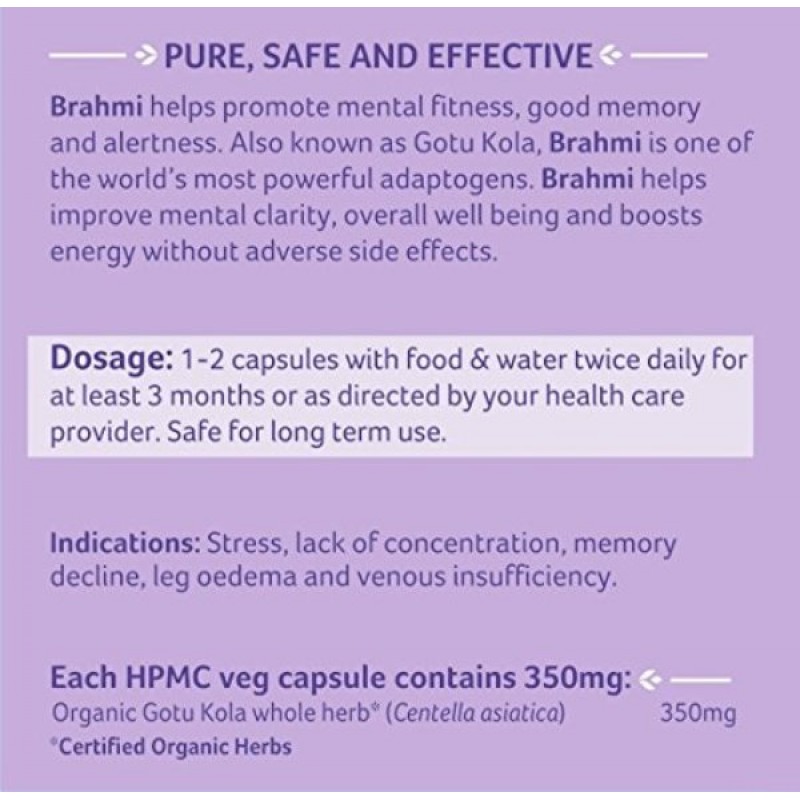 PURE, SAFE AND EFFECTIVE
Brahmi helps promote mental fitness, good memory
and alertness. Also known as Gotu Kola, Brahmi is one of
the world's most powerful adaptogens. Brahmi helps
improve mental clarity, overall well being and boosts
energy without adverse side effects.
Dosage: 1-2 capsules with food & water twice daily for
at least 3 months or as directed by your health care
provider. Safe for long term use.
Indications: Stress, lack of concentration, memory
decline, leg oedema and venous insufficiency.
Each HPMC veg capsule contains 350mg:
Organic Gotu Kola whole herb* (Centella asiatica) 350mg
*Certified Organic Herbs